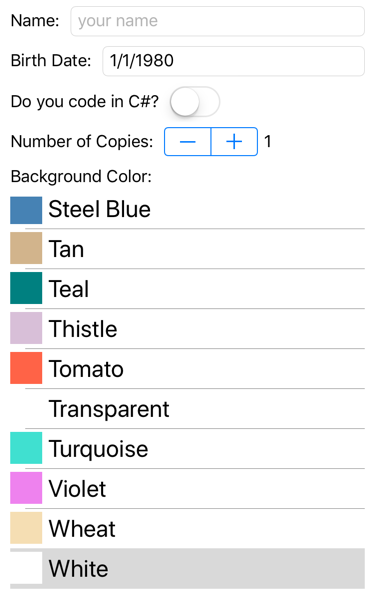 Name: your name
Birth Date: 1/1/1980
Do you code in C#?
Number of Copies: − + 1
Background Color:
Steel Blue
Tan
Teal
Thistle
Tomato
Transparent
Turquoise
Violet
Wheat
White